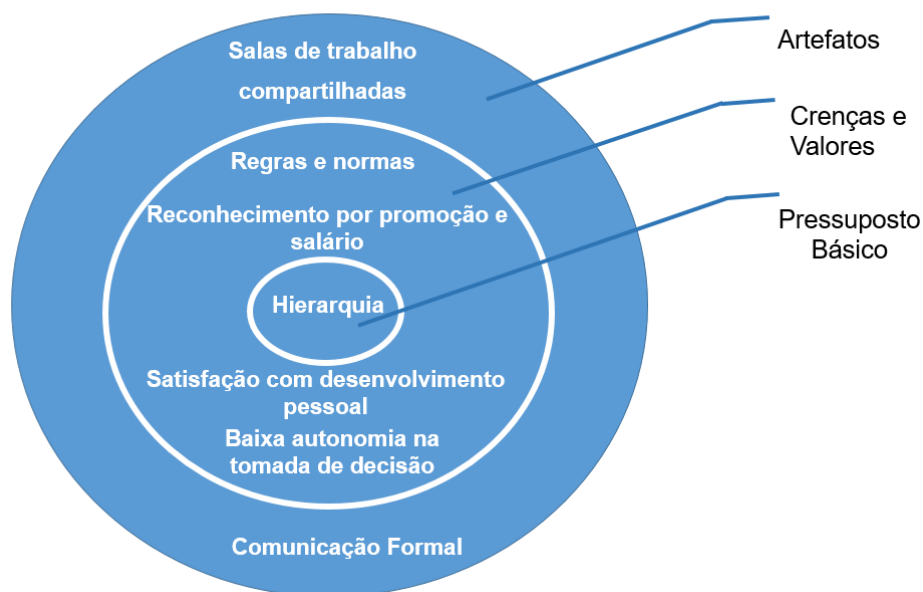 Salas de trabalho
compartilhadas
Artefatos
Regras e normas
Crenças e
Valores
Reconhecimento por promoção e
salário
Pressuposto
Básico
Hierarquia
Satisfação com desenvolvimento
pessoal
Baixa autonomia na
tomada de decisão
Comunicação Formal